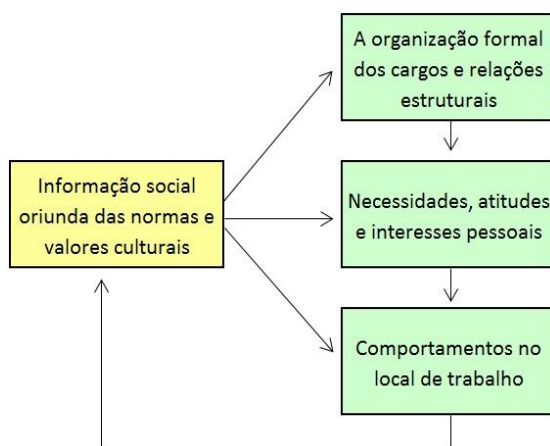 A organização formal
dos cargos e relações
estruturais
Informação social
oriunda das normas e
valores culturais
Necessidades, atitudes
e interesses pessoais
Comportamentos no
local de trabalho